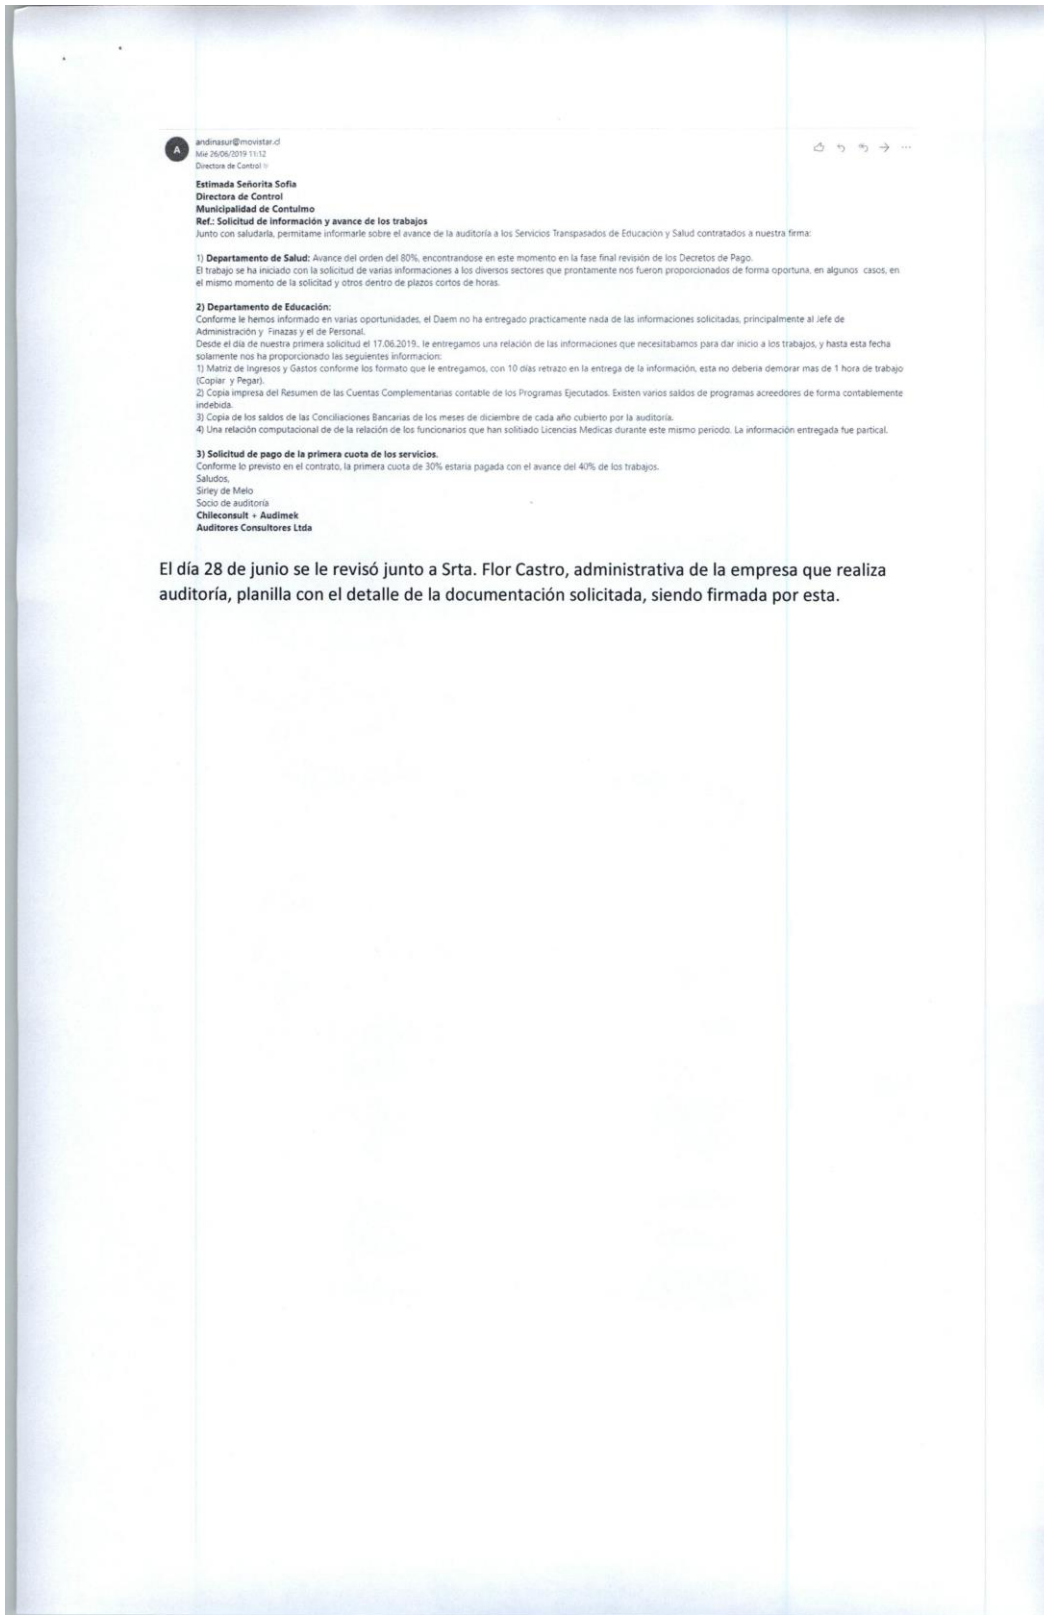 A
andinasur@movistar.cl
Mié 26/06/2019 11:12
Directora de Control
Estimada Señorita Sofia
Directora de Control
Municipalidad de Contulmo
Ref.: Solicitud de información y avance de los trabajos
Junto con saludarla, permitame informarle sobre el avance de la auditoría a los Servicios Transpasados de Educación y Salud contratados a nuestra firma:
1) Departamento de Salud: Avance del orden del 80%, encontrandose en este momento en la fase final revisión de los Decretos de Pago.
El trabajo se ha iniciado con la solicitud de varias informaciones a los diversos sectores que prontamente nos fueron proporcionados de forma oportuna, en algunos casos, en
el mismo momento de la solicitad y otros dentro de plazos cortos de horas.
2) Departamento de Educación:
Conforme le hemos informado en varias oportunidades, el Daem no ha entregado practicamente nada de las informaciones solicitadas, principalmente al Jefe de
Administración y Finazas y el de Personal.
Desde el día de nuestra primera solicitud el 17.06.2019, le entregamos una relación de las informaciones que necesitabamos para dar inicio a los trabajos, y hasta esta fecha
solamente nos ha proporcionado las seguientes informacion:
1) Matriz de Ingresos y Gastos conforme los formato que le entregamos, con 10 días retrazo en la entrega de la información, esta no deberia demorar mas de 1 hora de trabajo
(Copiar y Pegar).
2) Copia impresa del Resumen de las Cuentas Complementarias contable de los Programas Ejecutados. Existen varios saldos de programas acreedores de forma contablemente
indebida.
3) Copia de los saldos de las Conciliaciones Bancarias de los meses de diciembre de cada año cubierto por la auditoría.
4) Una relación computacional de de la relación de los funcionarios que han solitiado Licencias Medicas durante este mismo periodo. La información entregada fue partical.
3) Solicitud de pago de la primera cuota de los servicios.
Conforme lo previsto en el contrato, la primera cuota de 30% estaria pagada con el avance del 40% de los trabajos.
Saludos,
Sirley de Melo
Socio de auditoría
Chileconsult + Audimek
Auditores Consultores Ltda
El día 28 de junio se le revisó junto a Srta. Flor Castro, administrativa de la empresa que realiza
auditoría, planilla con el detalle de la documentación solicitada, siendo firmada por esta.